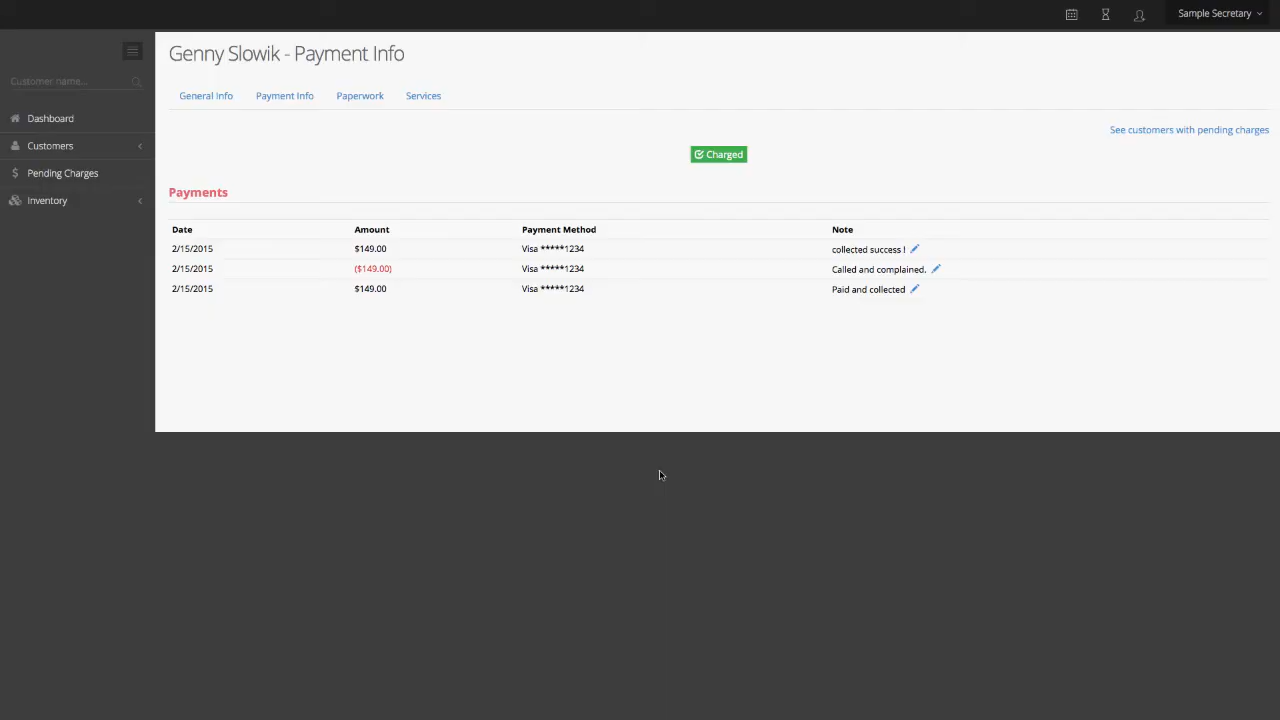 Sample Secretary
Genny Slowik - Payment Info
Customer name...
General Info Payment Info Paperwork Services
Dashboard
See customers with pending charges
Customers
Charged
Pending Charges
Payments
Inventory
Date Amount Payment Method Note
2/15/2015 $149.00 Visa *****1234 collected success !
2/15/2015 ($149.00) Visa *****1234 Called and complained.
2/15/2015 $149.00 Visa *****1234 Paid and collected